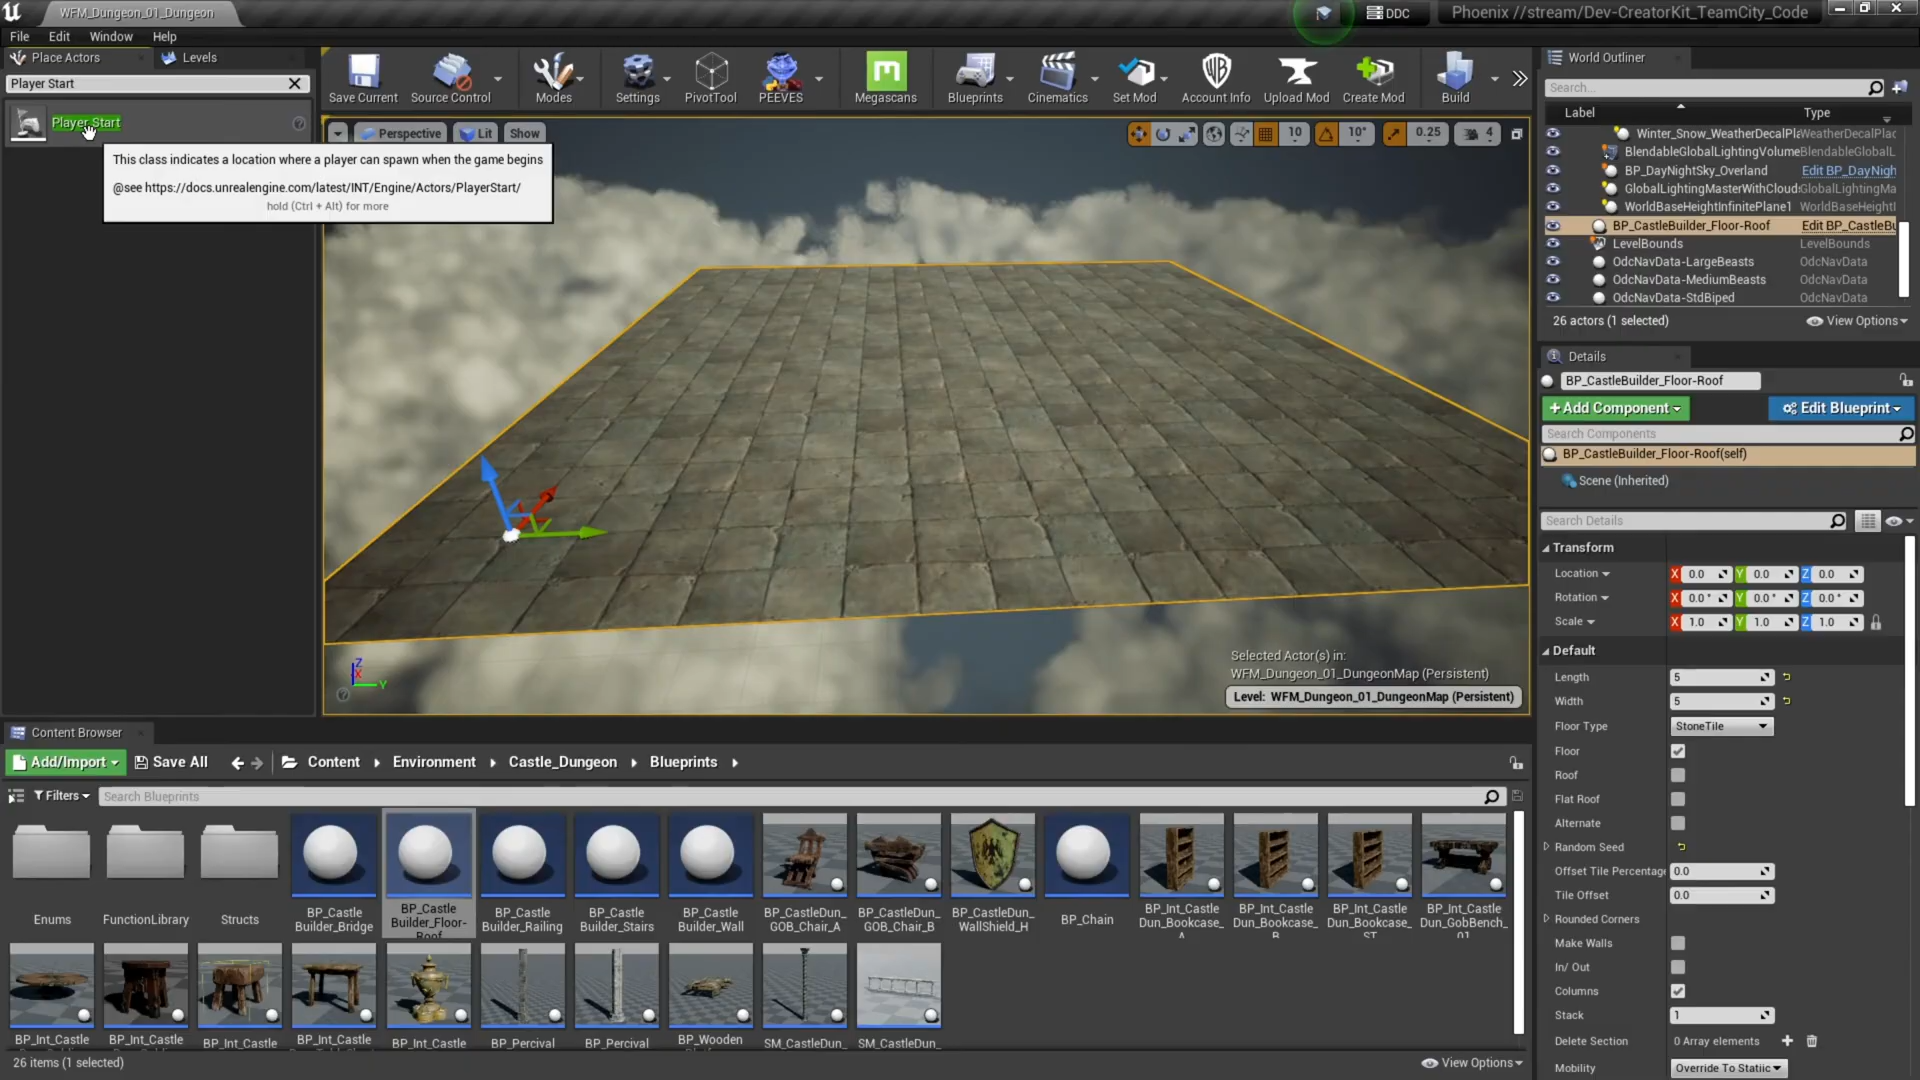 WFM_Dungeon_01_Dungeon
DDC
Phoenix //stream/Dev-CreatorKit_TeamCity_Code
File Edit Window Help
Place Actors
Levels
Player Start
Player Start
This class indicates a location where a player can spawn when the game begins
@see https://docs.unrealengine.com/latest/INT/Engine/Actors/PlayerStart/
hold (Ctrl + Alt) for more
Save Current
Source Control
Modes
Settings
PivotTool
PEEVES
Megascans
Blueprints
Cinematics
Set Mod
Account Info
Upload Mod
Create Mod
Build
Perspective
Lit
Show
10
10°
0.25
4
Selected Actor(s) in:
WFM_Dungeon_01_DungeonMap (Persistent)
Level: WFM_Dungeon_01_DungeonMap (Persistent)
Z
X
Y
World Outliner
Search...
Label Type
Winter_Snow_WeatherDecalPla WeatherDecalPlac
BlendableGlobalLightingVolume BlendableGlobalL
BP_DayNightSky_Overland Edit BP_DayNigh
GlobalLightingMasterWithClouds GlobalLightingMa
WorldBaseHeightInfinitePlane1 WorldBaseHeightI
BP_CastleBuilder_Floor-Roof Edit BP_CastleBu
LevelBounds LevelBounds
OdcNavData-LargeBeasts OdcNavData
OdcNavData-MediumBeasts OdcNavData
OdcNavData-StdBiped OdcNavData
26 actors (1 selected)
View Options
Details
BP_CastleBuilder_Floor-Roof
+Add Component
Edit Blueprint
Search Components
BP_CastleBuilder_Floor-Roof(self)
Scene (Inherited)
Search Details
Transform
Location X 0.0 Y 0.0 Z 0.0
Rotation X 0.0° Y 0.0° Z 0.0°
Scale X 1.0 Y 1.0 Z 1.0
Default
Length 5
Width 5
Floor Type StoneTile
Floor
Roof
Flat Roof
Alternate
Random Seed
Offset Tile Percentage 0.0
Tile Offset 0.0
Rounded Corners
Make Walls
In/ Out
Columns
Stack 1
Delete Section 0 Array elements
Mobility Override To Static
Content Browser
Add/Import
Save All
Content
Environment
Castle_Dungeon
Blueprints
Filters
Search Blueprints
Enums
FunctionLibrary
Structs
BP_Castle
Builder_Bridge
BP_Castle
Builder_Floor-
Roof
BP_Castle
Builder_Railing
BP_Castle
Builder_Stairs
BP_Castle
Builder_Wall
BP_CastleDun_
GOB_Chair_A
BP_CastleDun_
GOB_Chair_B
BP_CastleDun_
WallShield_H
BP_Chain
BP_Int_Castle
Dun_Bookcase_
A
BP_Int_Castle
Dun_Bookcase_
B
BP_Int_Castle
Dun_Bookcase_
ST
BP_Int_Castle
Dun_GobBench_
01
BP_Int_Castle
BP_Int_Castle
BP_Int_Castle
BP_Int_Castle
BP_Int_Castle
BP_Percival
BP_Percival
BP_Wooden
SM_CastleDun_
SM_CastleDun_
26 items (1 selected)
View Options